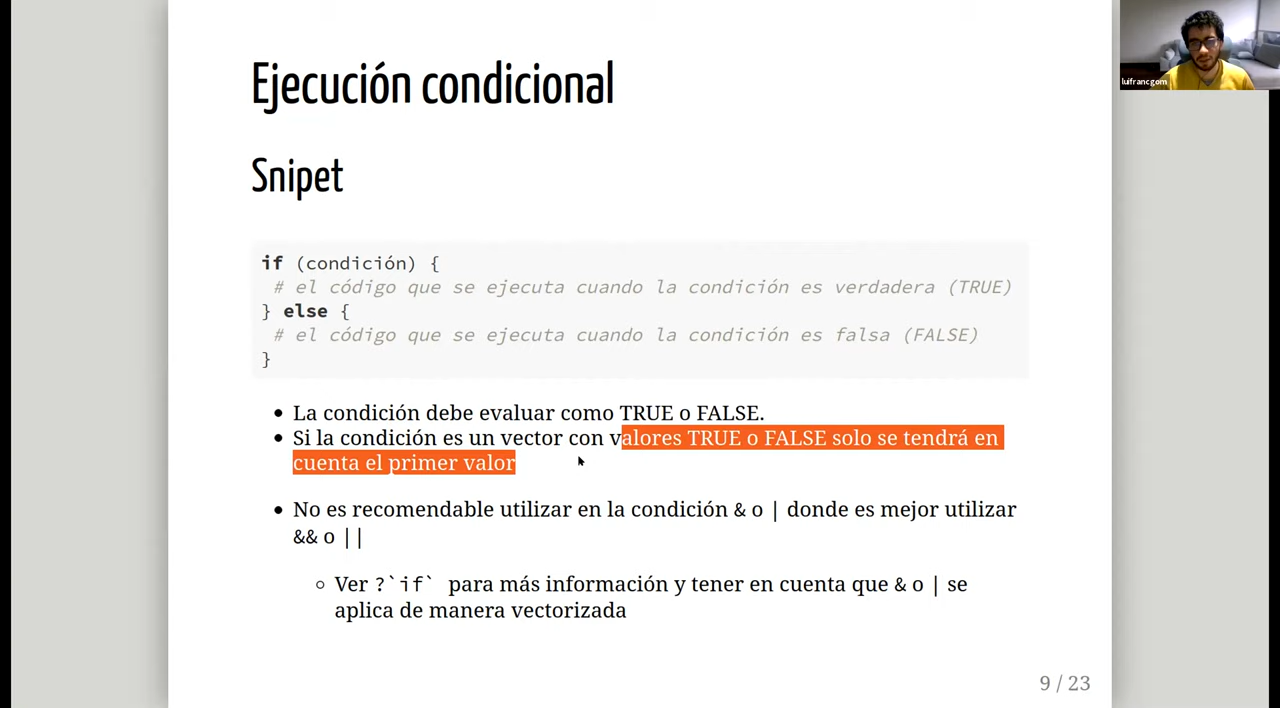 Ejecución condicional
Snipet
if (condición) {
# el código que se ejecuta cuando la condición es verdadera (TRUE)
} else {
# el código que se ejecuta cuando la condición es falsa (FALSE)
}
• La condición debe evaluar como TRUE o FALSE.
• Si la condición es un vector con valores TRUE o FALSE solo se tendrá en
cuenta el primer valor
• No es recomendable utilizar en la condición & o | donde es mejor utilizar
&& o ||
◦ Ver ?`if` para más información y tener en cuenta que & o | se
aplica de manera vectorizada
9 / 23
luifrancgom